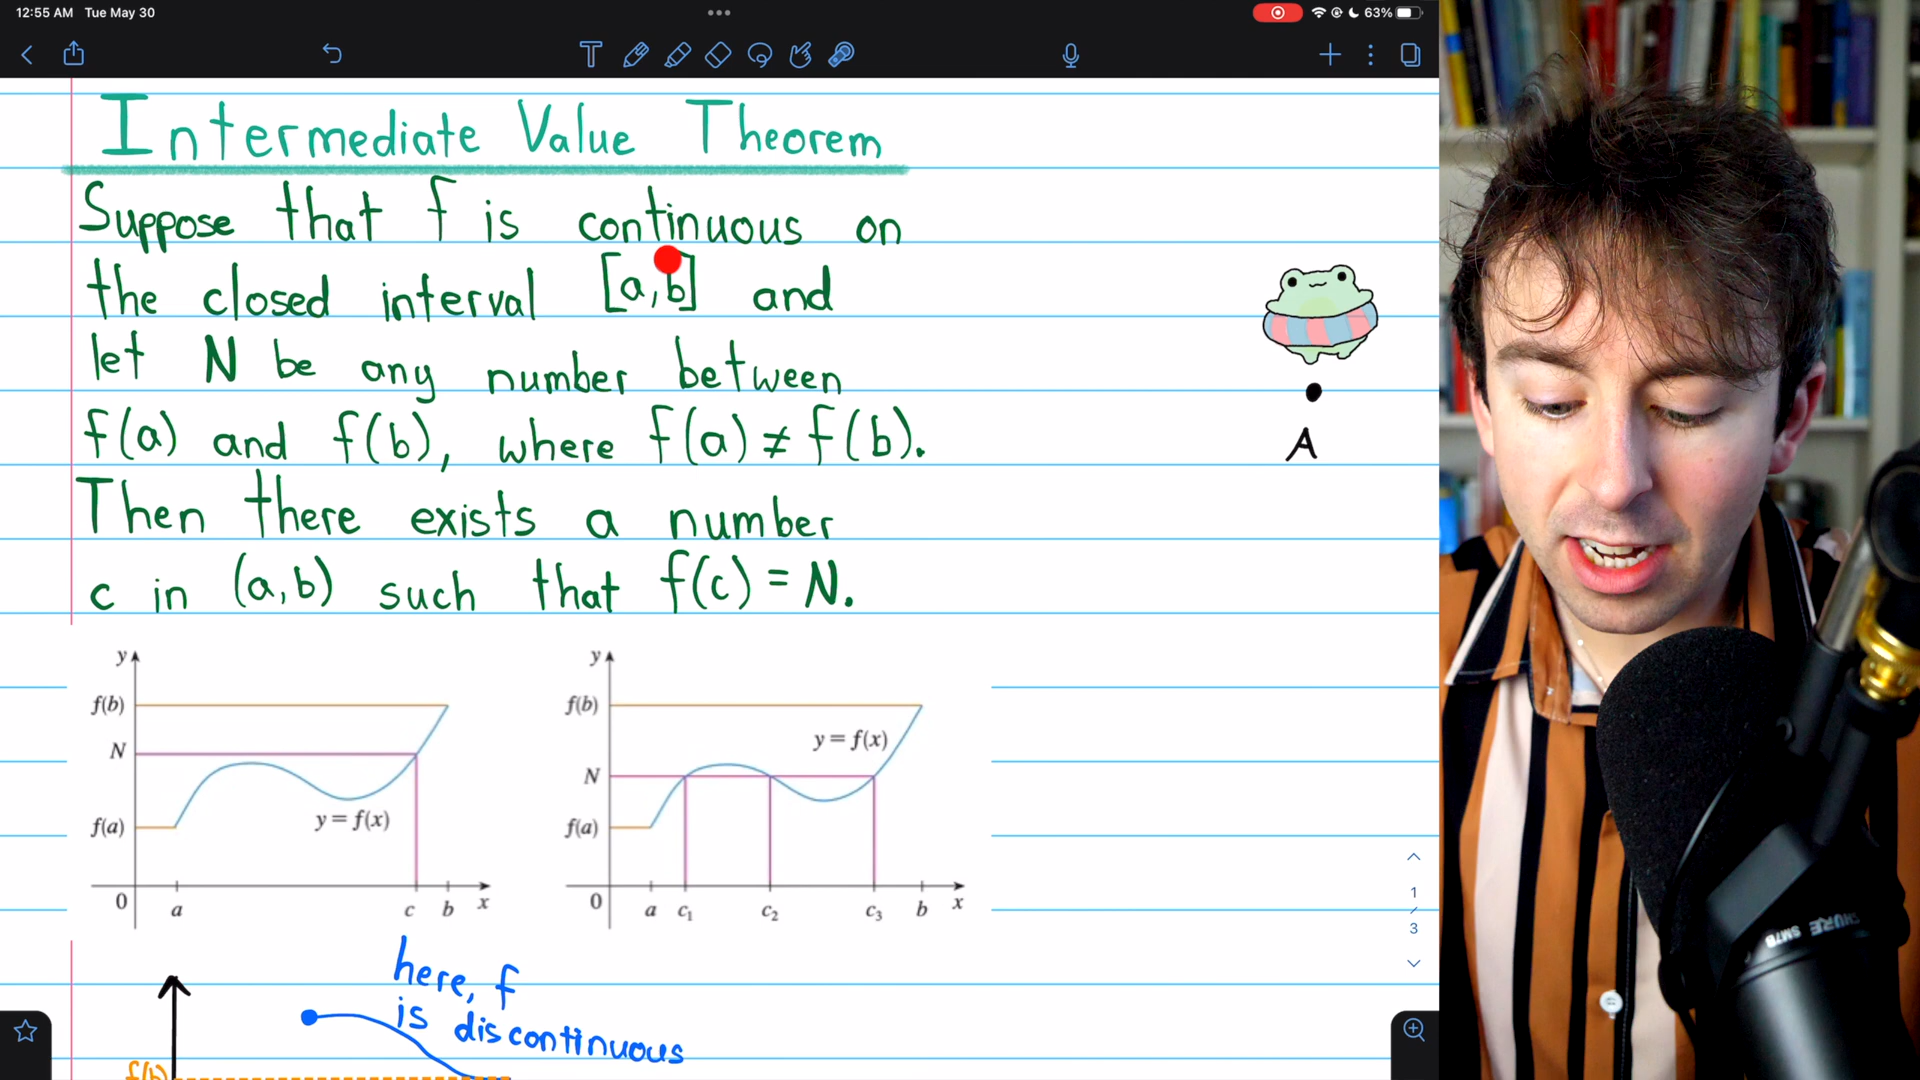 12:55 AM Tue May 30
63%
Intermediate Value Theorem
Suppose that f is continuous on
the closed interval [a,b] and
let N be any number between
f(a) and f(b), where f(a) ≠ f(b).
Then there exists a number
c in (a,b) such that f(c) = N.
A
y
f(b)
N
f(a)
y = f(x)
0 a c b x
y
f(b)
y = f(x)
N
f(a)
0 a c₁ c₂ c₃ b x
1
/
3
here, f
is discontinuous
f(b)
SHURE
SM7B